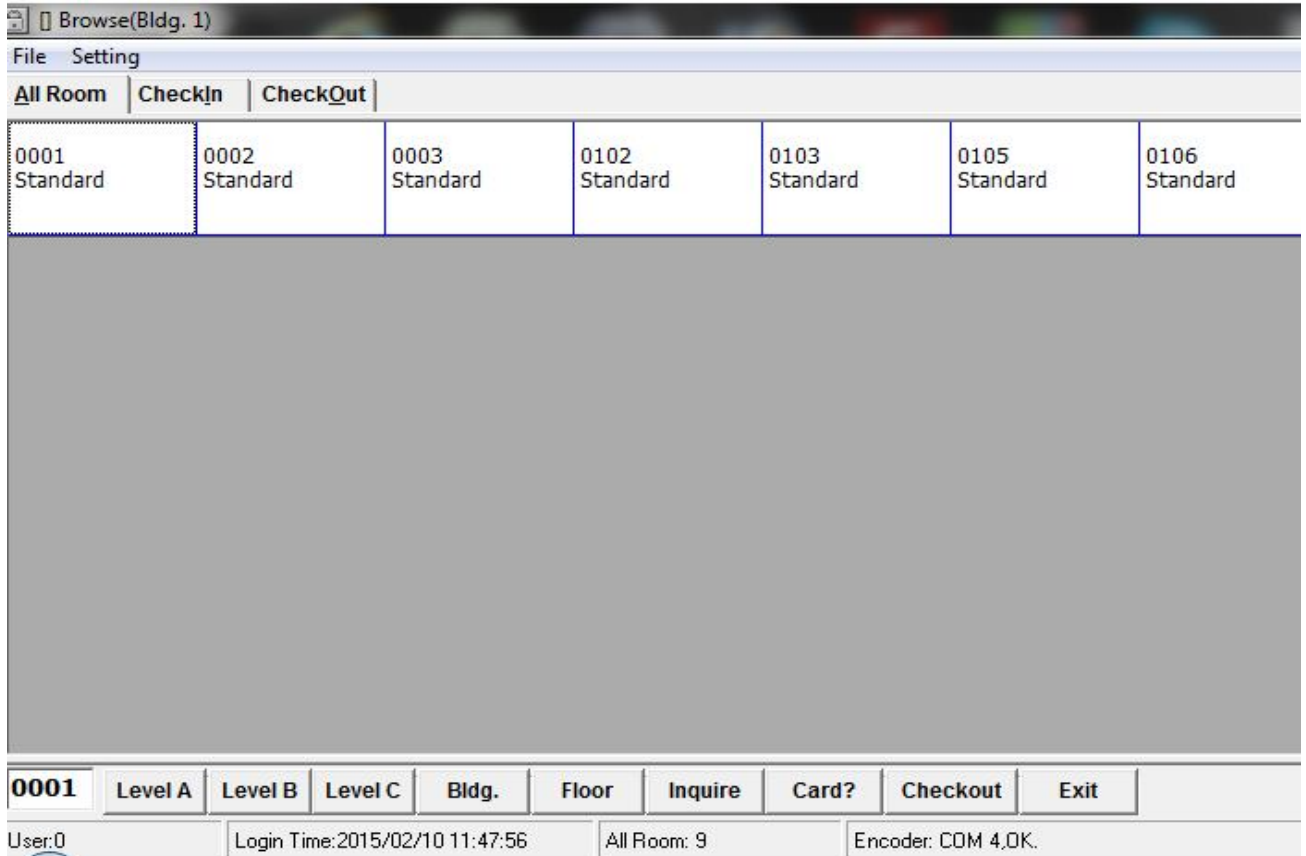 Browse(Bldg. 1)
File Setting
All Room CheckIn CheckOut
0001 0002 0003 0102 0103 0105 0106
Standard Standard Standard Standard Standard Standard Standard
0001 Level A Level B Level C Bldg. Floor Inquire Card? Checkout Exit
User:0 Login Time:2015/02/10 11:47:56 All Room: 9 Encoder: COM 4,OK.